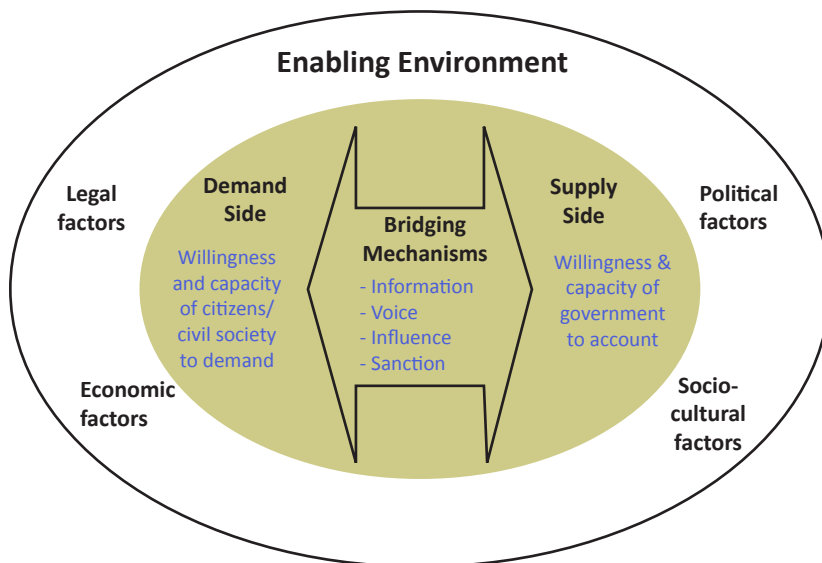 Enabling Environment
Legal
factors
Demand
Side
Willingness
and capacity
of citizens/
civil society
to demand
Bridging
Mechanisms
- Information
- Voice
- Influence
- Sanction
Supply
Side
Willingness &
capacity of
government
to account
Political
factors
Economic
factors
Socio-
cultural
factors